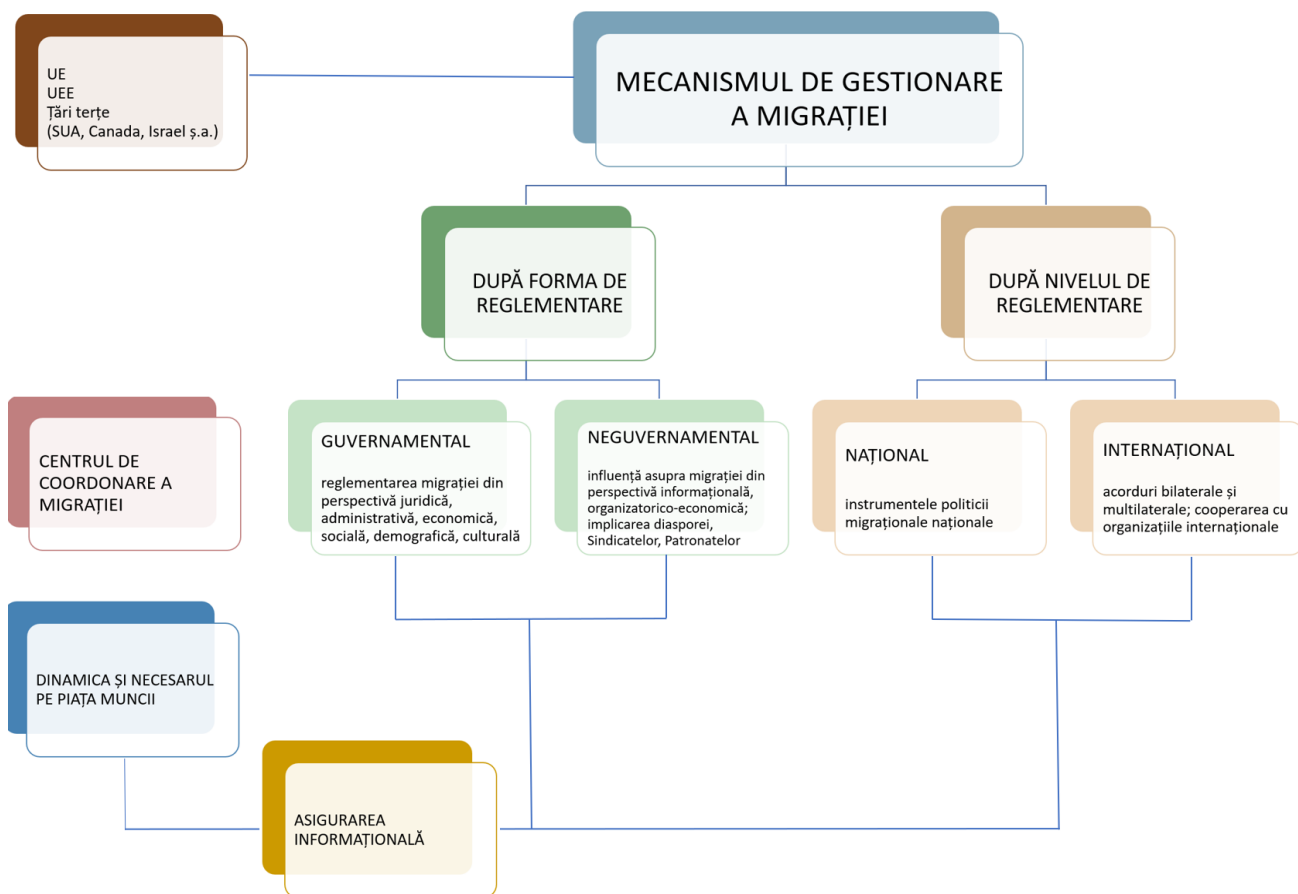 UE
UEE
Țări terțe
(SUA, Canada, Israel ș.a.)
MECANISMUL DE GESTIONARE
A MIGRAȚIEI
DUPĂ FORMA DE
REGLEMENTARE
DUPĂ NIVELUL DE
REGLEMENTARE
CENTRUL DE
COORDONARE A
MIGRAȚIEI
GUVERNAMENTAL
reglementarea migrației din
perspectivă juridică,
administrativă, economică,
socială, demografică, culturală
NEGUVERNAMENTAL
influență asupra migrației din
perspectivă informațională,
organizatorico-economică;
implicarea diasporei,
Sindicatelor, Patronatelor
NAȚIONAL
instrumentele politicii
migraționale naționale
INTERNAȚIONAL
acorduri bilaterale și
multilaterale; cooperarea cu
organizațiile internaționale
DINAMICA ȘI NECESARUL
PE PIAȚA MUNCII
ASIGURAREA
INFORMAȚIONALĂ